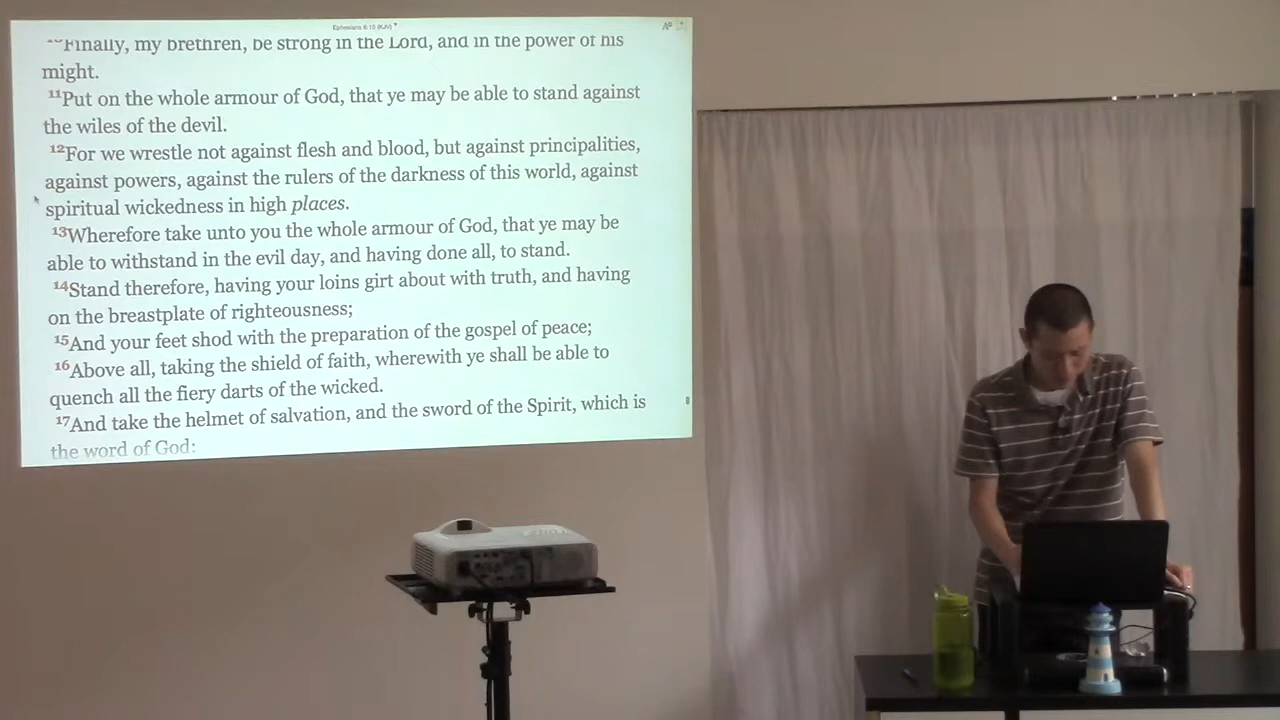 Ephesians 6:10 (KJV)
10Finally, my brethren, be strong in the Lord, and in the power of his
might.
11Put on the whole armour of God, that ye may be able to stand against
the wiles of the devil.
12For we wrestle not against flesh and blood, but against principalities,
against powers, against the rulers of the darkness of this world, against
spiritual wickedness in high places.
13Wherefore take unto you the whole armour of God, that ye may be
able to withstand in the evil day, and having done all, to stand.
14Stand therefore, having your loins girt about with truth, and having
on the breastplate of righteousness;
15And your feet shod with the preparation of the gospel of peace;
16Above all, taking the shield of faith, wherewith ye shall be able to
quench all the fiery darts of the wicked.
17And take the helmet of salvation, and the sword of the Spirit, which is
the word of God: